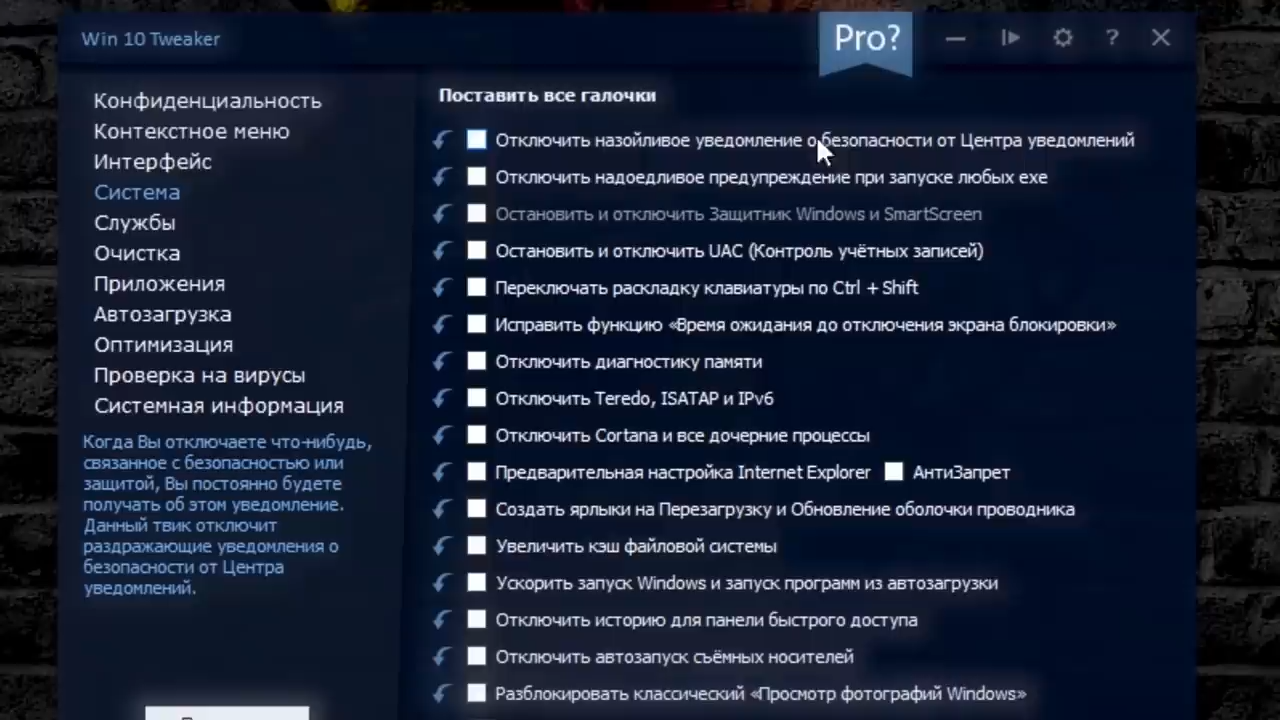 Win 10 Tweaker
Pro?
?
Конфиденциальность
Контекстное меню
Интерфейс
Система
Службы
Очистка
Приложения
Автозагрузка
Оптимизация
Проверка на вирусы
Системная информация
Когда Вы отключаете что-нибудь,
связанное с безопасностью или
защитой, Вы постоянно будете
получать об этом уведомление.
Данный твик отключит
раздражающие уведомления о
безопасности от Центра
уведомлений.
Поставить все галочки
Отключить назойливое уведомление о безопасности от Центра уведомлений
Отключить надоедливое предупреждение при запуске любых exe
Остановить и отключить Защитник Windows и SmartScreen
Остановить и отключить UAC (Контроль учётных записей)
Переключать раскладку клавиатуры по Ctrl + Shift
Исправить функцию «Время ожидания до отключения экрана блокировки»
Отключить диагностику памяти
Отключить Teredo, ISATAP и IPv6
Отключить Cortana и все дочерние процессы
Предварительная настройка Internet Explorer АнтиЗапрет
Создать ярлыки на Перезагрузку и Обновление оболочки проводника
Увеличить кэш файловой системы
Ускорить запуск Windows и запуск программ из автозагрузки
Отключить историю для панели быстрого доступа
Отключить автозапуск съёмных носителей
Разблокировать классический «Просмотр фотографий Windows»